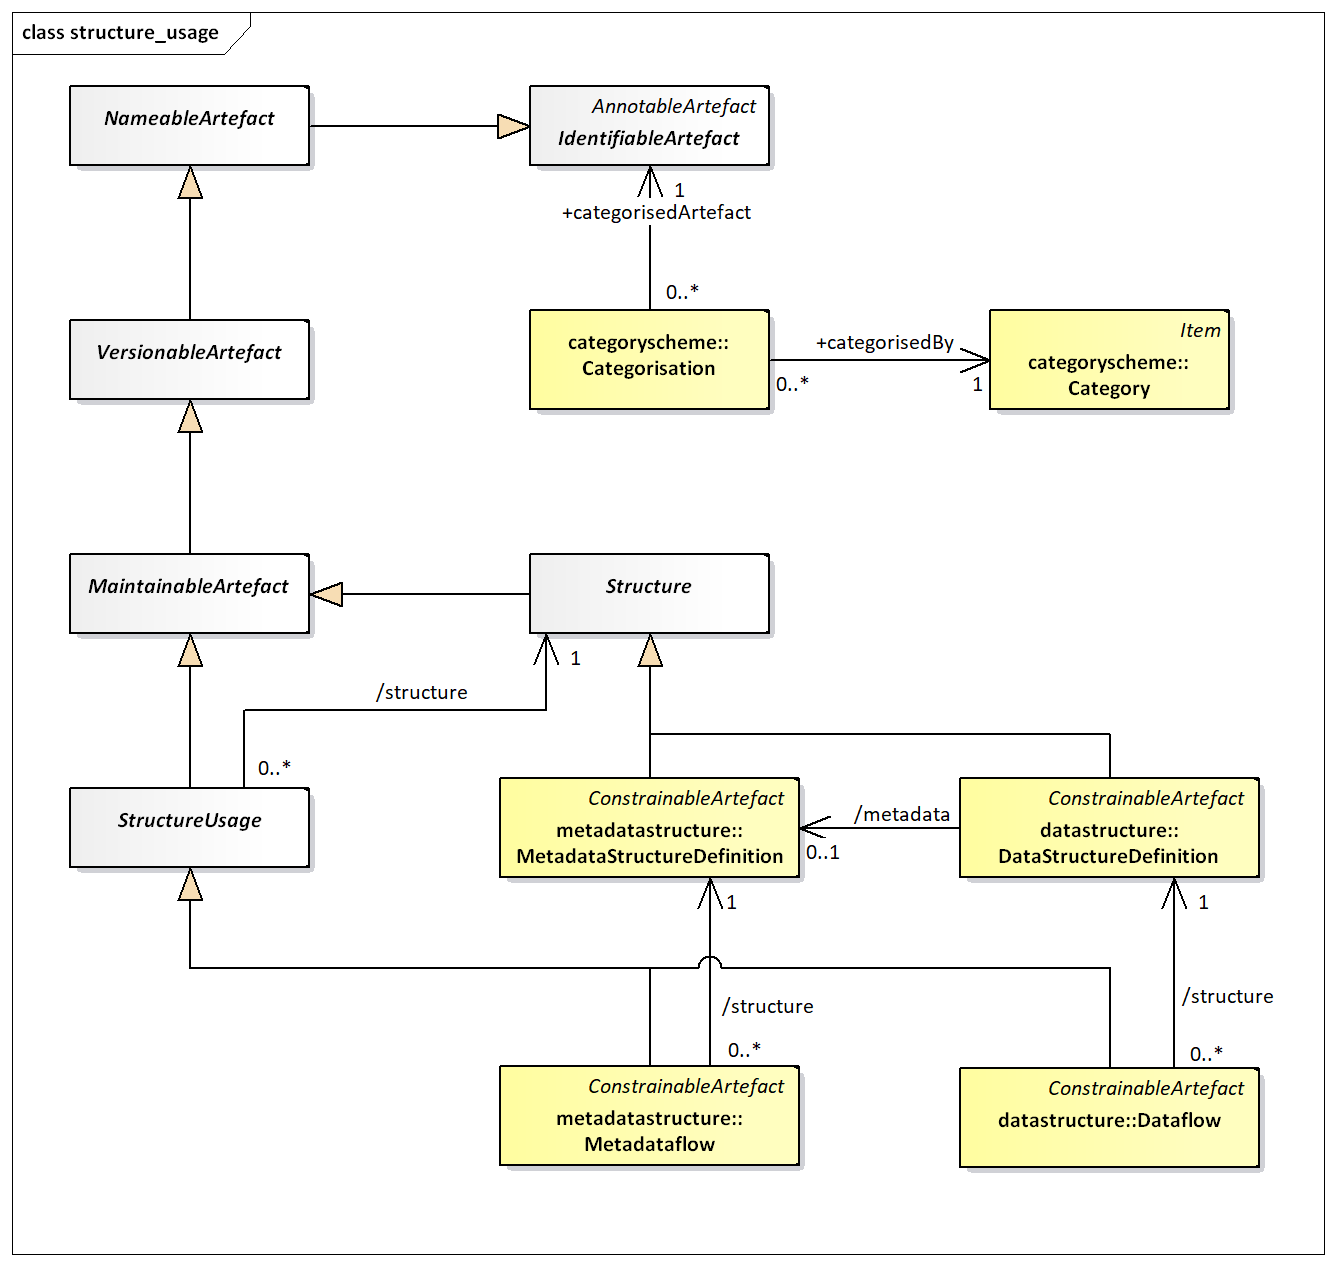 class structure_usage
NameableArtefact
AnnotableArtefact
IdentifiableArtefact
1
+categorisedArtefact
0..*
VersionableArtefact
categoryscheme::
Categorisation
+categorisedBy
0..*
1
Item
categoryscheme::
Category
MaintainableArtefact
Structure
1
/structure
0..*
StructureUsage
ConstrainableArtefact
metadatastructure::
MetadataStructureDefinition
/metadata
0..1
ConstrainableArtefact
datastructure::
DataStructureDefinition
1
1
/structure
/structure
0..*
0..*
ConstrainableArtefact
metadatastructure::
Metadataflow
ConstrainableArtefact
datastructure::Dataflow